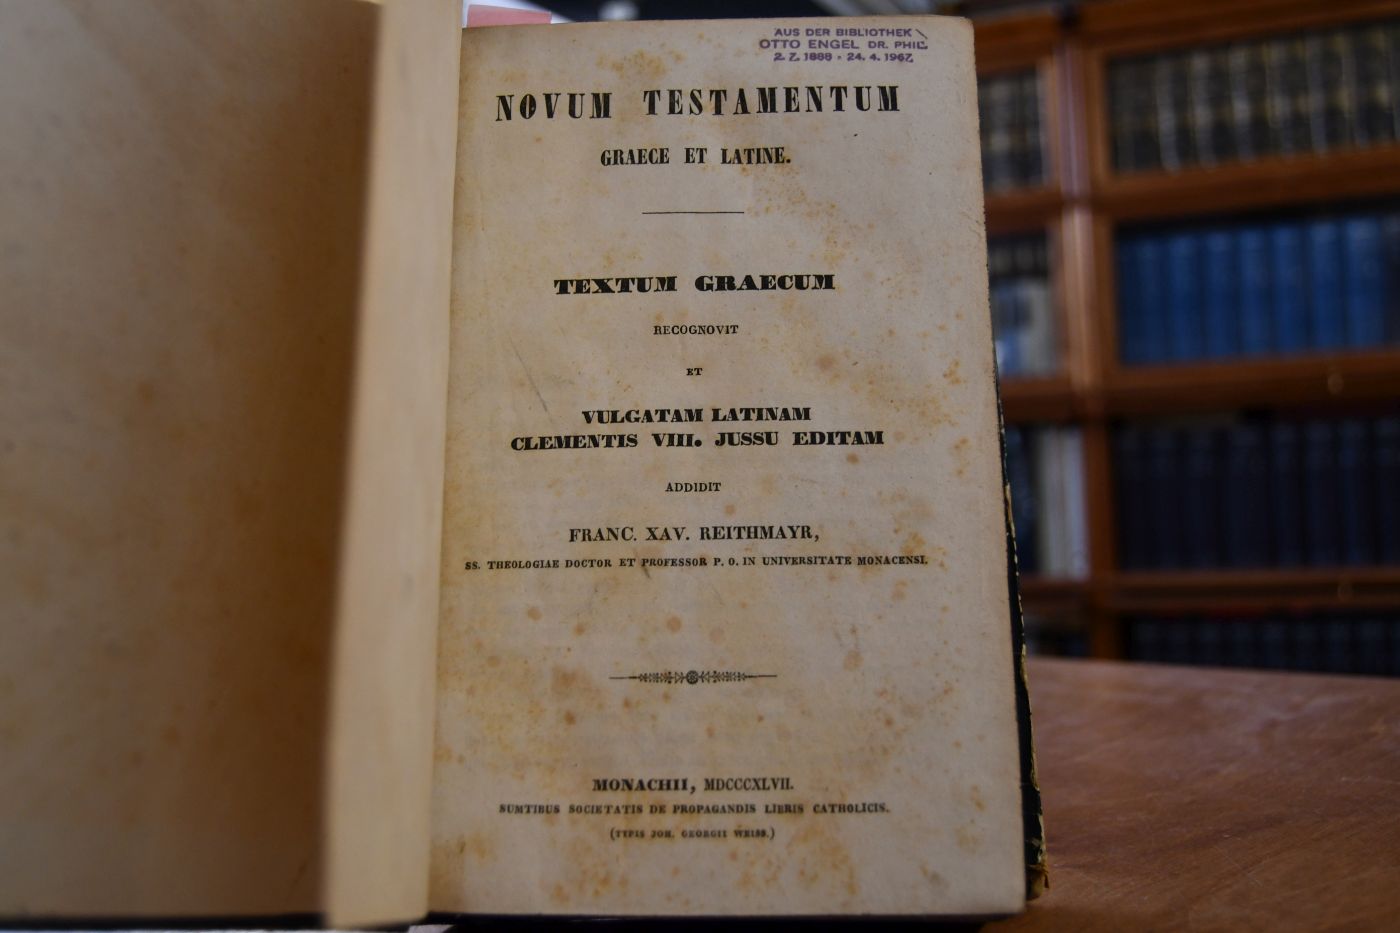 AUS DER BIBLIOTHEK
OTTO ENGEL DR. PHIL.
2. 7. 1888 - 24. 4. 1967.
NOVUM TESTAMENTUM
GRAECE ET LATINE.
TEXTUM GRAECUM
RECOGNOVIT
ET
VULGATAM LATINAM
CLEMENTIS VIII. JUSSU EDITAM
ADDIDIT
FRANC. XAV. REITHMAYR,
SS. THEOLOGIAE DOCTOR ET PROFESSOR P. O. IN UNIVERSITATE MONACENSI.
MONACHII, MDCCCXLVII.
SUMTIBUS SOCIETATIS DE PROPAGANDIS LIBRIS CATHOLICIS.
(TYPIS JOH. GEORGII WEISS.)